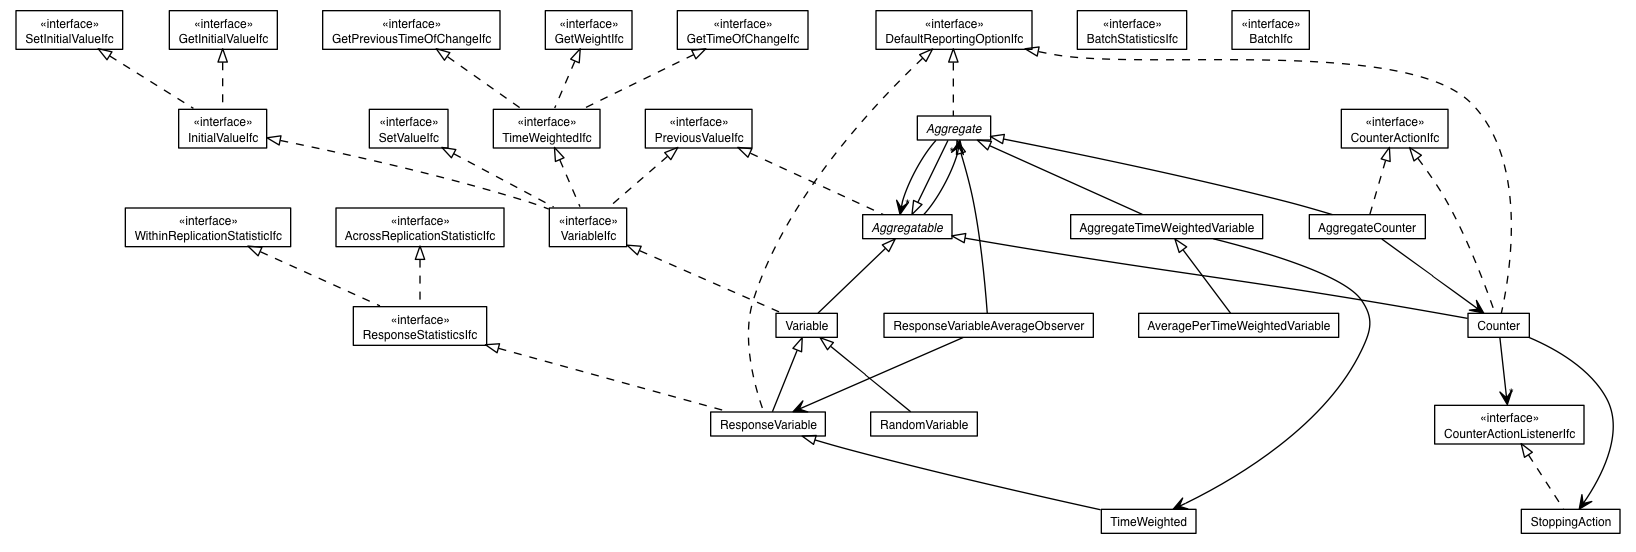 «interface»
SetInitialValueIfc
«interface»
GetInitialValueIfc
«interface»
GetPreviousTimeOfChangeIfc
«interface»
GetWeightIfc
«interface»
GetTimeOfChangeIfc
«interface»
DefaultReportingOptionIfc
«interface»
BatchStatisticsIfc
«interface»
BatchIfc
«interface»
InitialValueIfc
«interface»
SetValueIfc
«interface»
TimeWeightedIfc
«interface»
PreviousValueIfc
Aggregate
«interface»
CounterActionIfc
«interface»
WithinReplicationStatisticIfc
«interface»
AcrossReplicationStatisticIfc
«interface»
VariableIfc
Aggregatable
AggregateTimeWeightedVariable
AggregateCounter
«interface»
ResponseStatisticsIfc
Variable
ResponseVariableAverageObserver
AveragePerTimeWeightedVariable
Counter
ResponseVariable
RandomVariable
«interface»
CounterActionListenerIfc
TimeWeighted
StoppingAction